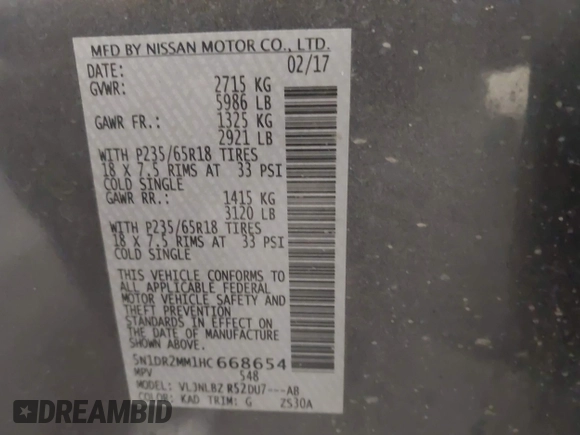 MFD BY NISSAN MOTOR CO., LTD.
DATE: 02/17
GVWR: 2715 KG
5986 LB
GAWR FR.: 1325 KG
2921 LB
WITH P235/65R18 TIRES
18 X 7.5 RIMS AT 33 PSI
COLD SINGLE
GAWR RR.: 1415 KG
3120 LB
WITH P235/65R18 TIRES
18 X 7.5 RIMS AT 33 PSI
COLD SINGLE
THIS VEHICLE CONFORMS TO
ALL APPLICABLE FEDERAL
MOTOR VEHICLE SAFETY AND
THEFT PREVENTION
STANDARDS IN EFFECT ON
THE DATE OF MANUFACTURE
SHOWN ABOVE.
5N1DR2MM1HC668654
MPV 548
MODEL: VLJNLBZ R52DU7---AB
COLOR: KAD TRIM: G 2S30A
DEALERS EDGE